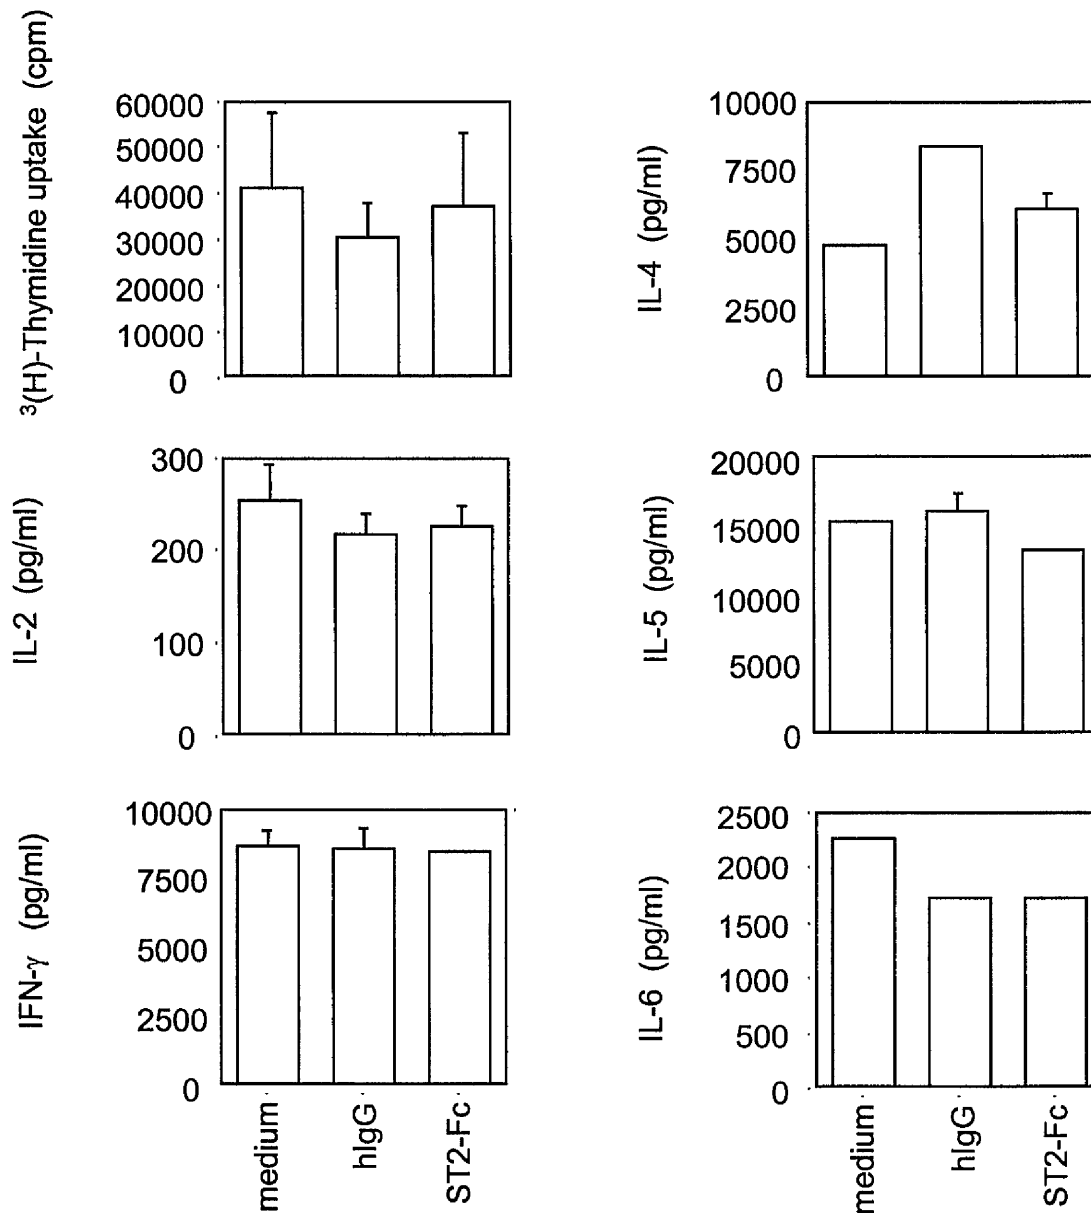 ³(H)-Thymidine uptake (cpm)
60000
50000
40000
30000
20000
10000
0
IL-4 (pg/ml)
10000
7500
5000
2500
0
IL-2 (pg/ml)
300
200
100
0
IL-5 (pg/ml)
20000
15000
10000
5000
0
IFN-γ (pg/ml)
10000
7500
5000
2500
0
medium
hIgG
ST2-Fc
IL-6 (pg/ml)
2500
2000
1500
1000
500
0
medium
hIgG
ST2-Fc